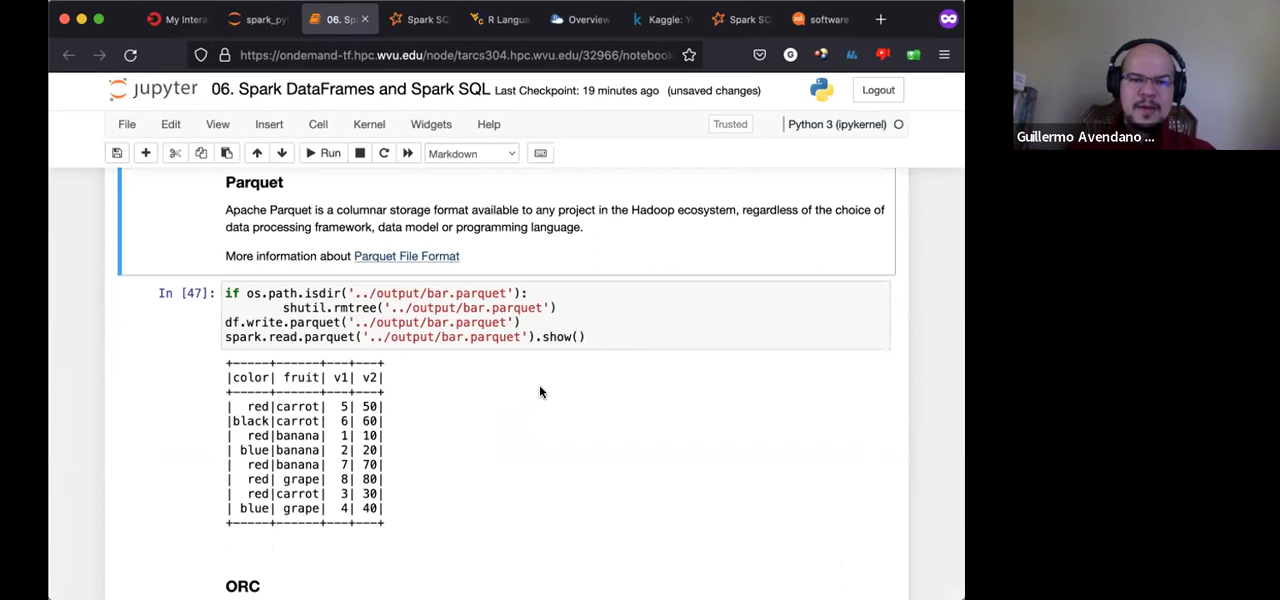 My Intera
spark_py
06. Sp
Spark SQ
R Langu
Overview
Kaggle: Y
Spark SQ
software
https://ondemand-tf.hpc.wvu.edu/node/tarcs304.hpc.wvu.edu/32966/notebook
jupyter 06. Spark DataFrames and Spark SQL Last Checkpoint: 19 minutes ago (unsaved changes)
Logout
File Edit View Insert Cell Kernel Widgets Help
Trusted
Python 3 (ipykernel)
Run
Markdown
Guillermo Avendano ...
Parquet
Apache Parquet is a columnar storage format available to any project in the Hadoop ecosystem, regardless of the choice of
data processing framework, data model or programming language.
More information about Parquet File Format
In [47]: if os.path.isdir('../output/bar.parquet'):
shutil.rmtree('../output/bar.parquet')
df.write.parquet('../output/bar.parquet')
spark.read.parquet('../output/bar.parquet').show()
+-----+------+---+---+
|color| fruit| v1| v2|
+-----+------+---+---+
|  red|carrot|  5| 50|
|black|carrot|  6| 60|
|  red|banana|  1| 10|
| blue|banana|  2| 20|
|  red|banana|  7| 70|
|  red| grape|  8| 80|
|  red|carrot|  3| 30|
| blue| grape|  4| 40|
+-----+------+---+---+
ORC